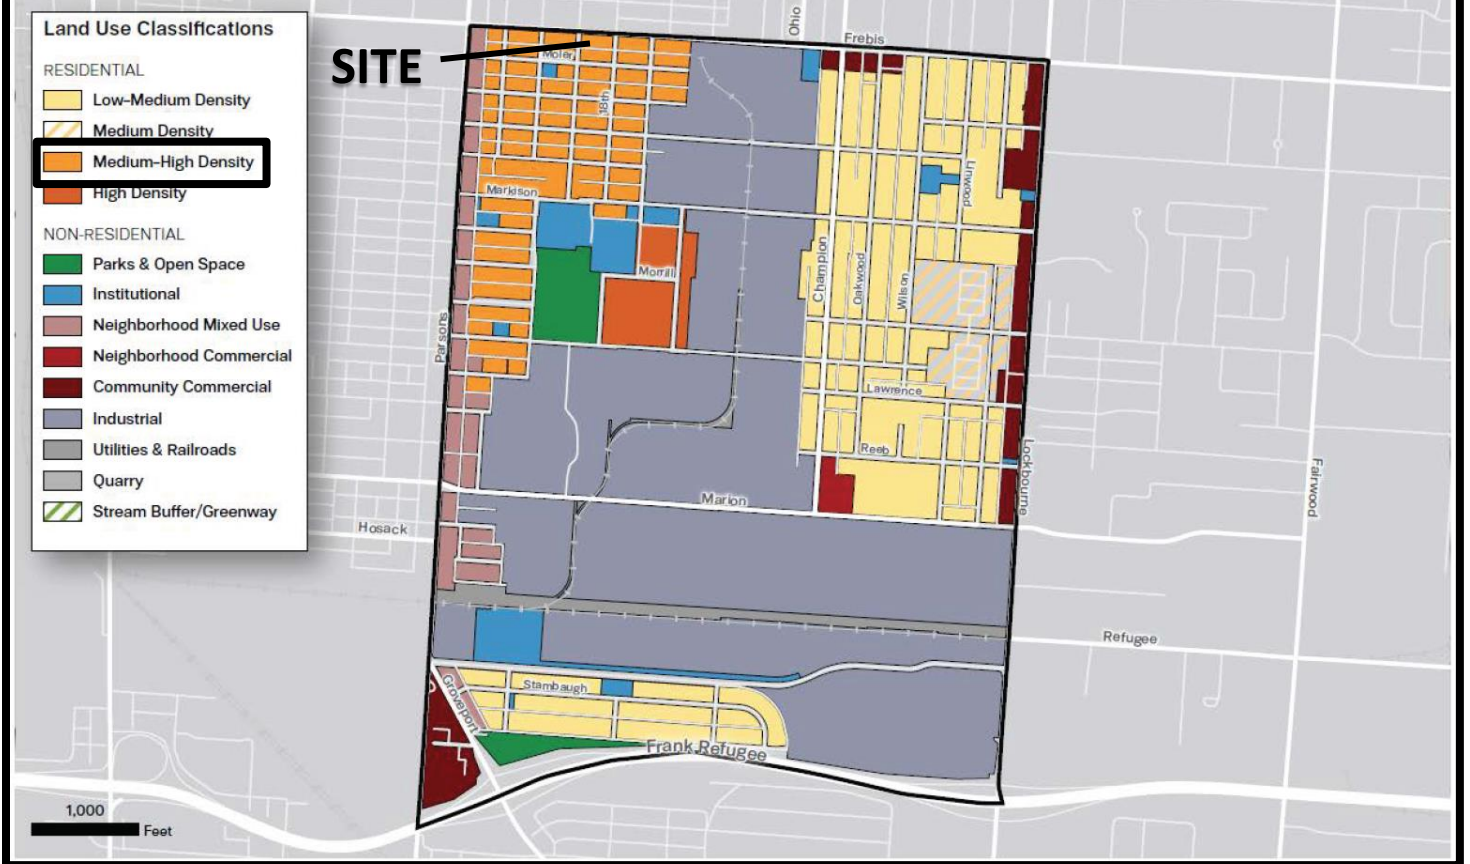 Land Use Classifications
RESIDENTIAL
Low-Medium Density
Medium Density
Medium-High Density
High Density
NON-RESIDENTIAL
Parks & Open Space
Institutional
Neighborhood Mixed Use
Neighborhood Commercial
Community Commercial
Industrial
Utilities & Railroads
Quarry
Stream Buffer/Greenway
SITE
Ohio
Frebis
Moler
18th
Linwood
Markison
Morrill
Champion
Oakwood
Wilson
Parsons
Lawrence
Reeb
Lockbourne
Fairwood
Marion
Hosack
Refugee
Stambaugh
Groveport
Frank Refugee
1,000
Feet